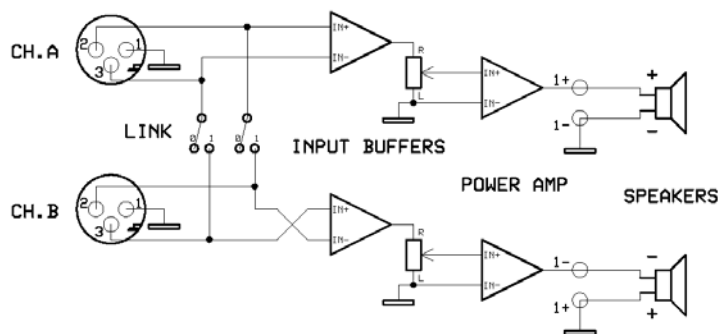 CH.A
2
1
3
IN+
IN-
R
L
IN+
IN-
1+
+
1-
-
LINK
0
1
0
1
INPUT BUFFERS
POWER AMP
SPEAKERS
CH.B
2
1
3
IN+
IN-
R
L
IN+
IN-
1-
-
1+
+